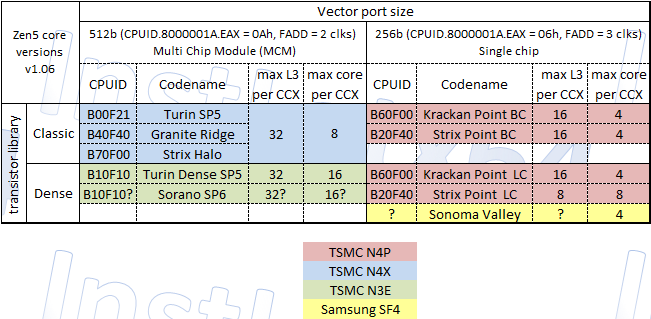 Zen5 core versions v1.06
Vector port size
512b (CPUID.8000001A.EAX = 0Ah, FADD = 2 clks)
Multi Chip Module (MCM)
256b (CPUID.8000001A.EAX = 06h, FADD = 3 clks)
Single chip
CPUID Codename max L3 per CCX max core per CCX CPUID Codename max L3 per CCX max core per CCX
transistor library
Classic
B00F21 Turin SP5 32 8 B60F00 Krackan Point BC 16 4
B40F40 Granite Ridge B20F40 Strix Point BC 16 4
B70F00 Strix Halo
Dense
B10F10 Turin Dense SP5 32 16 B60F00 Krackan Point LC 16 4
B10F10? Sorano SP6 32? 16? B20F40 Strix Point LC 8 8
? Sonoma Valley ? 4
TSMC N4P
TSMC N4X
TSMC N3E
Samsung SF4